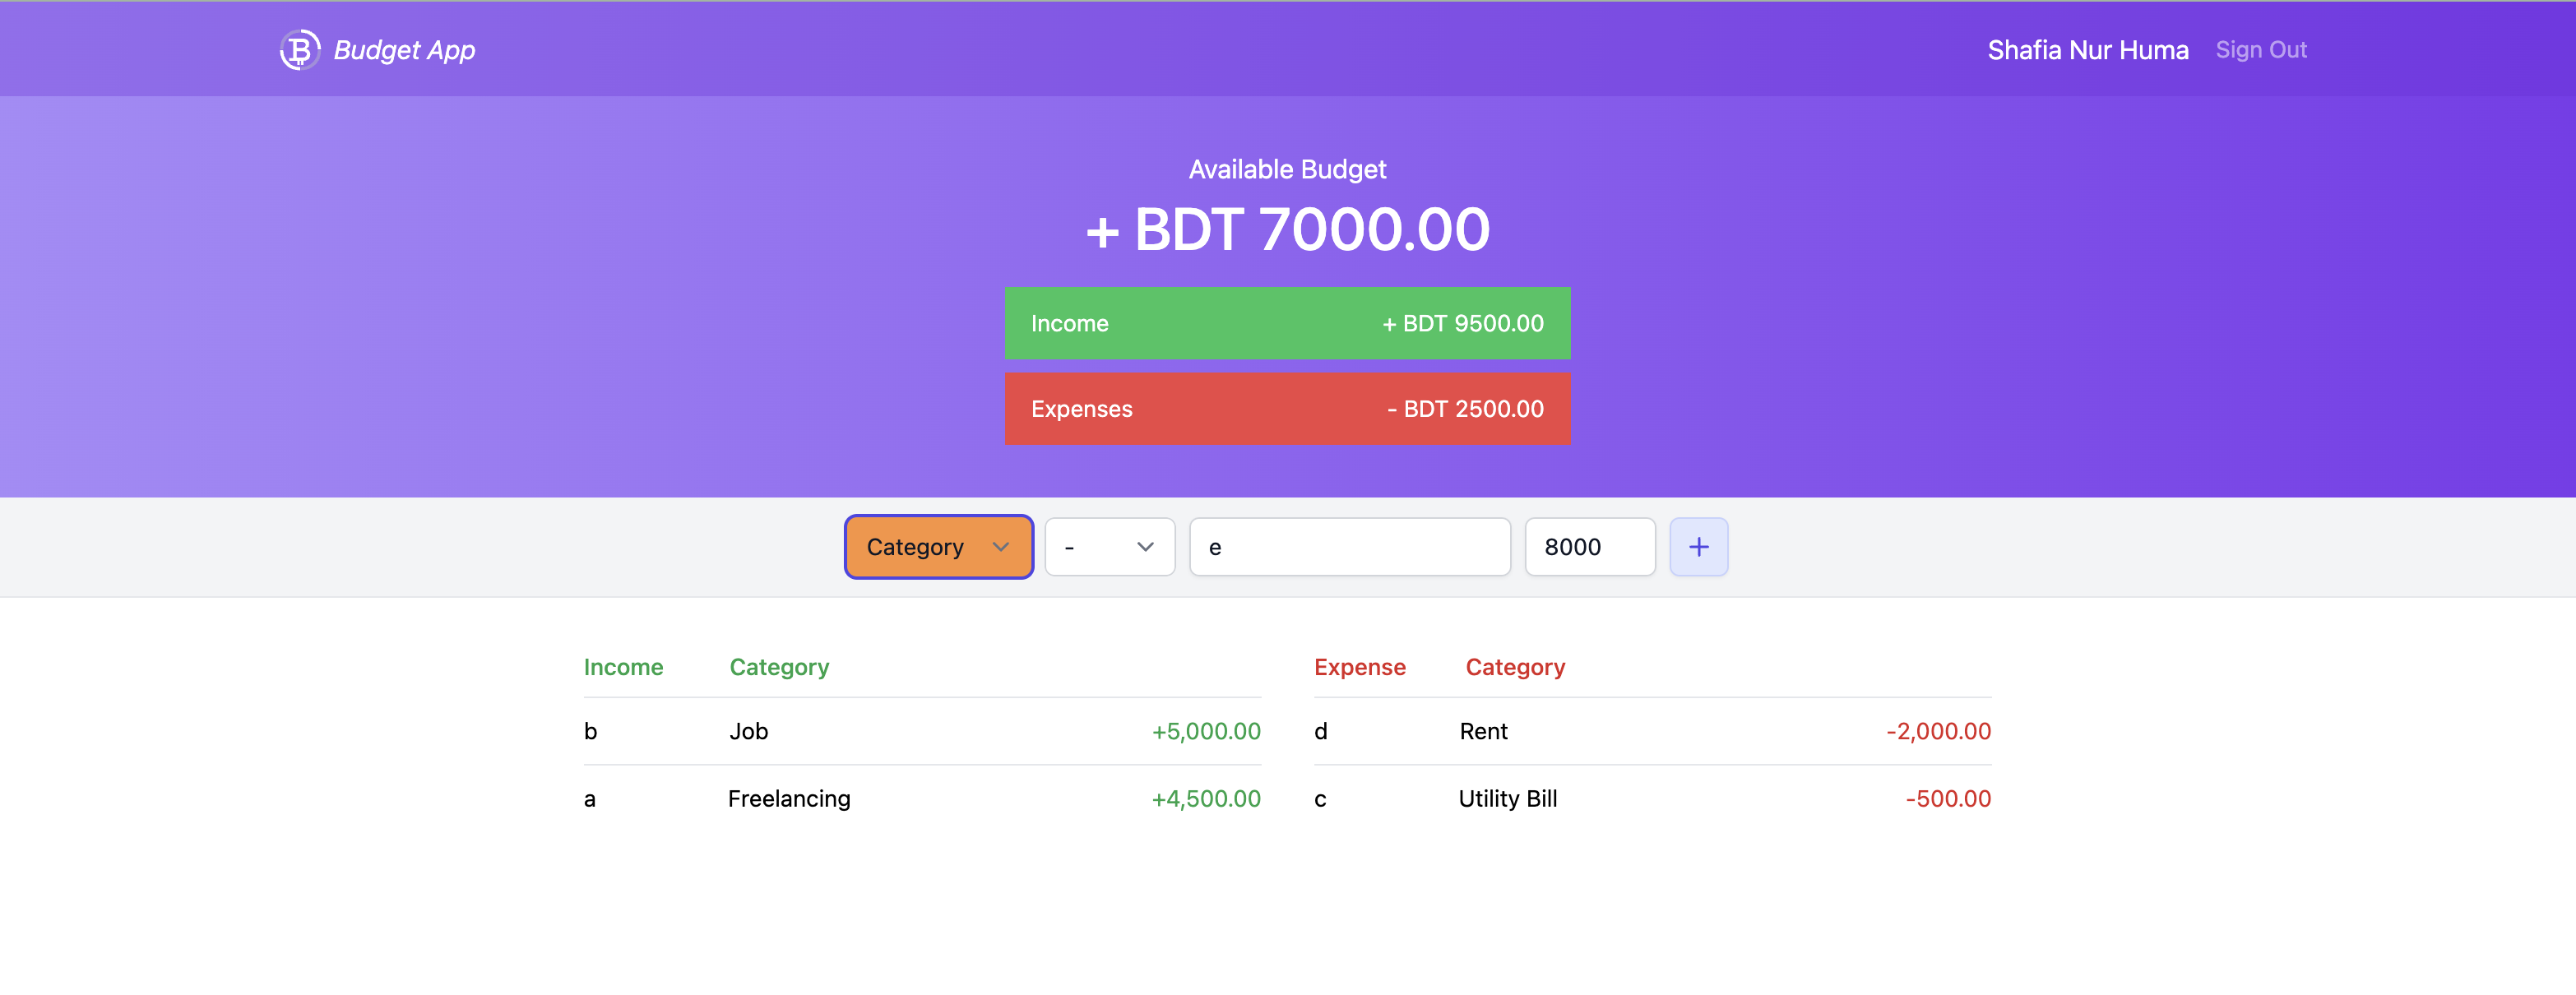 Budget App
Shafia Nur Huma Sign Out
Available Budget
+ BDT 7000.00
Income + BDT 9500.00
Expenses - BDT 2500.00
Category - e 8000 +
Income Category
b Job +5,000.00
a Freelancing +4,500.00
Expense Category
d Rent -2,000.00
c Utility Bill -500.00